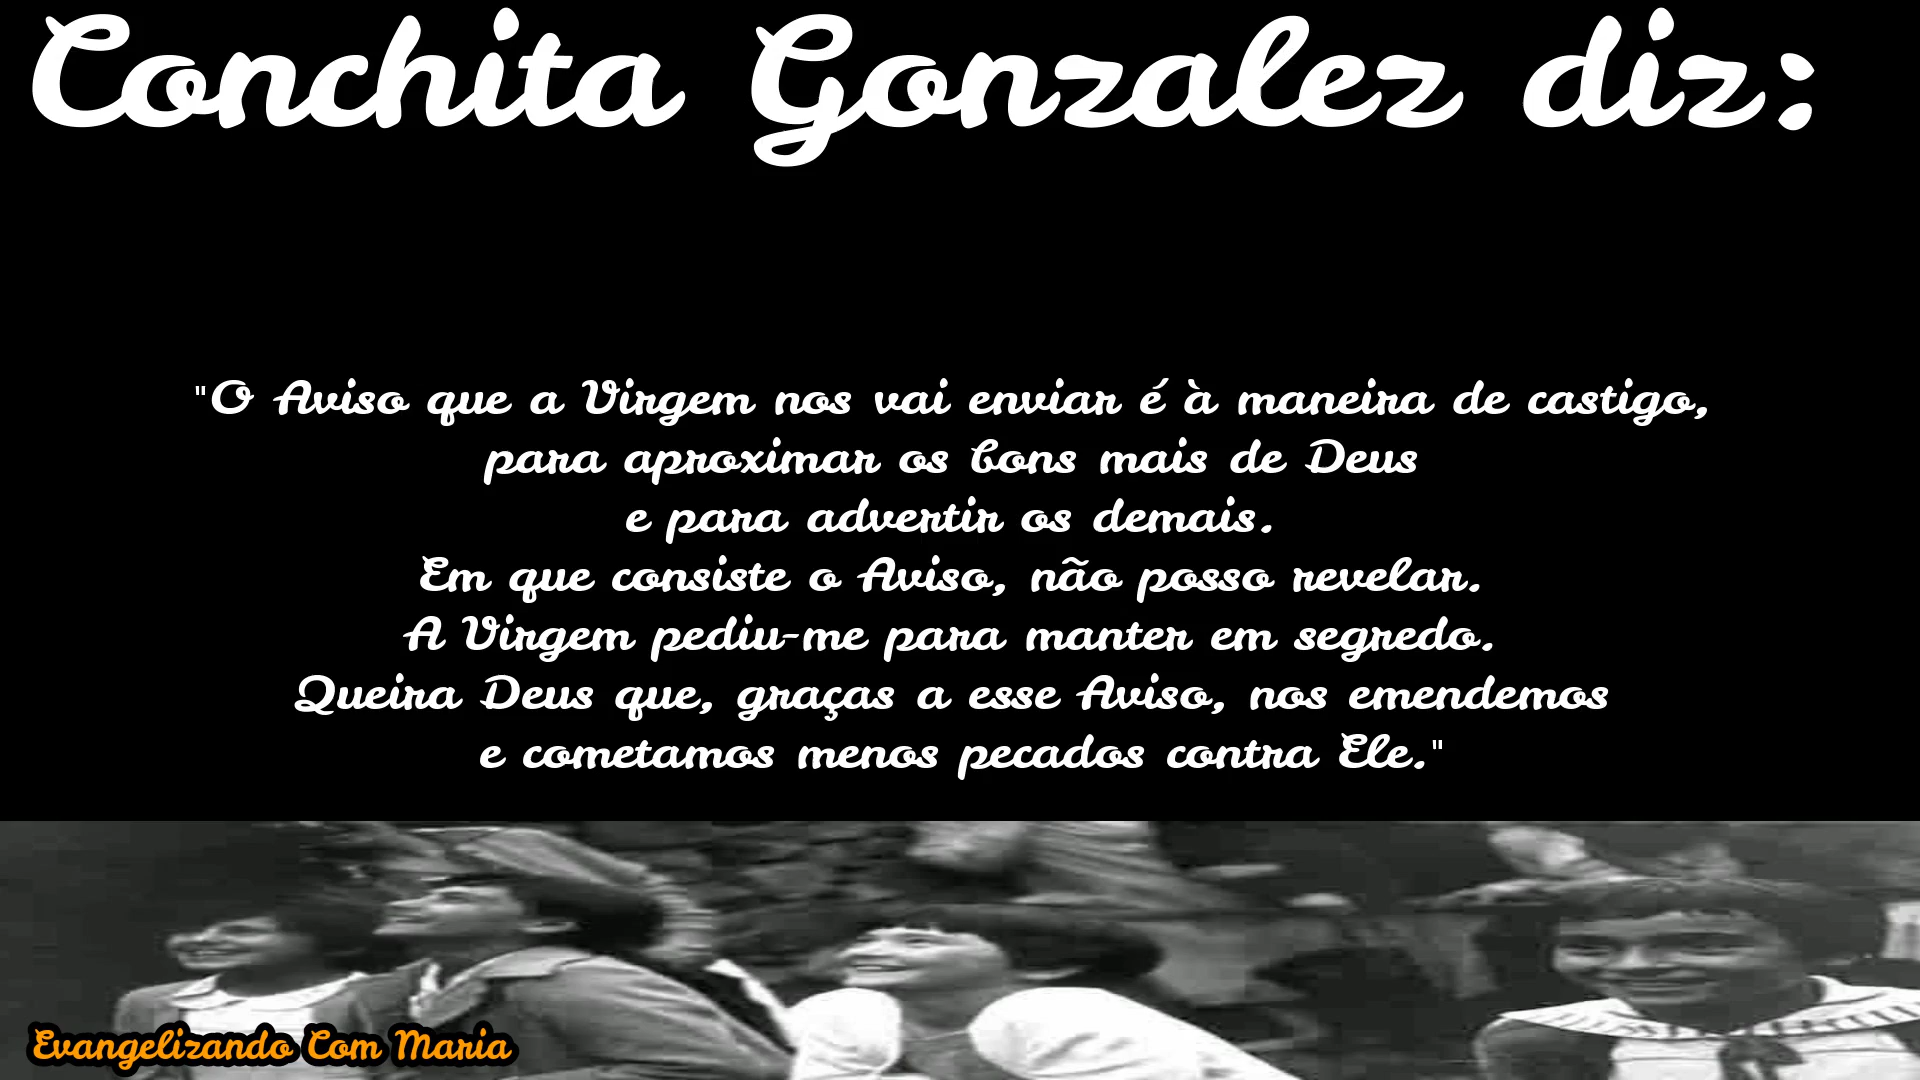 Conchita Gonzalez diz:
"O Aviso que a Virgem nos vai enviar é à maneira de castigo,
para aproximar os bons mais de Deus
e para advertir os demais.
Em que consiste o Aviso, não posso revelar.
A Virgem pediu-me para manter em segredo.
Queira Deus que, graças a esse Aviso, nos emendemos
e cometamos menos pecados contra Ele."
Evangelizando Com Maria